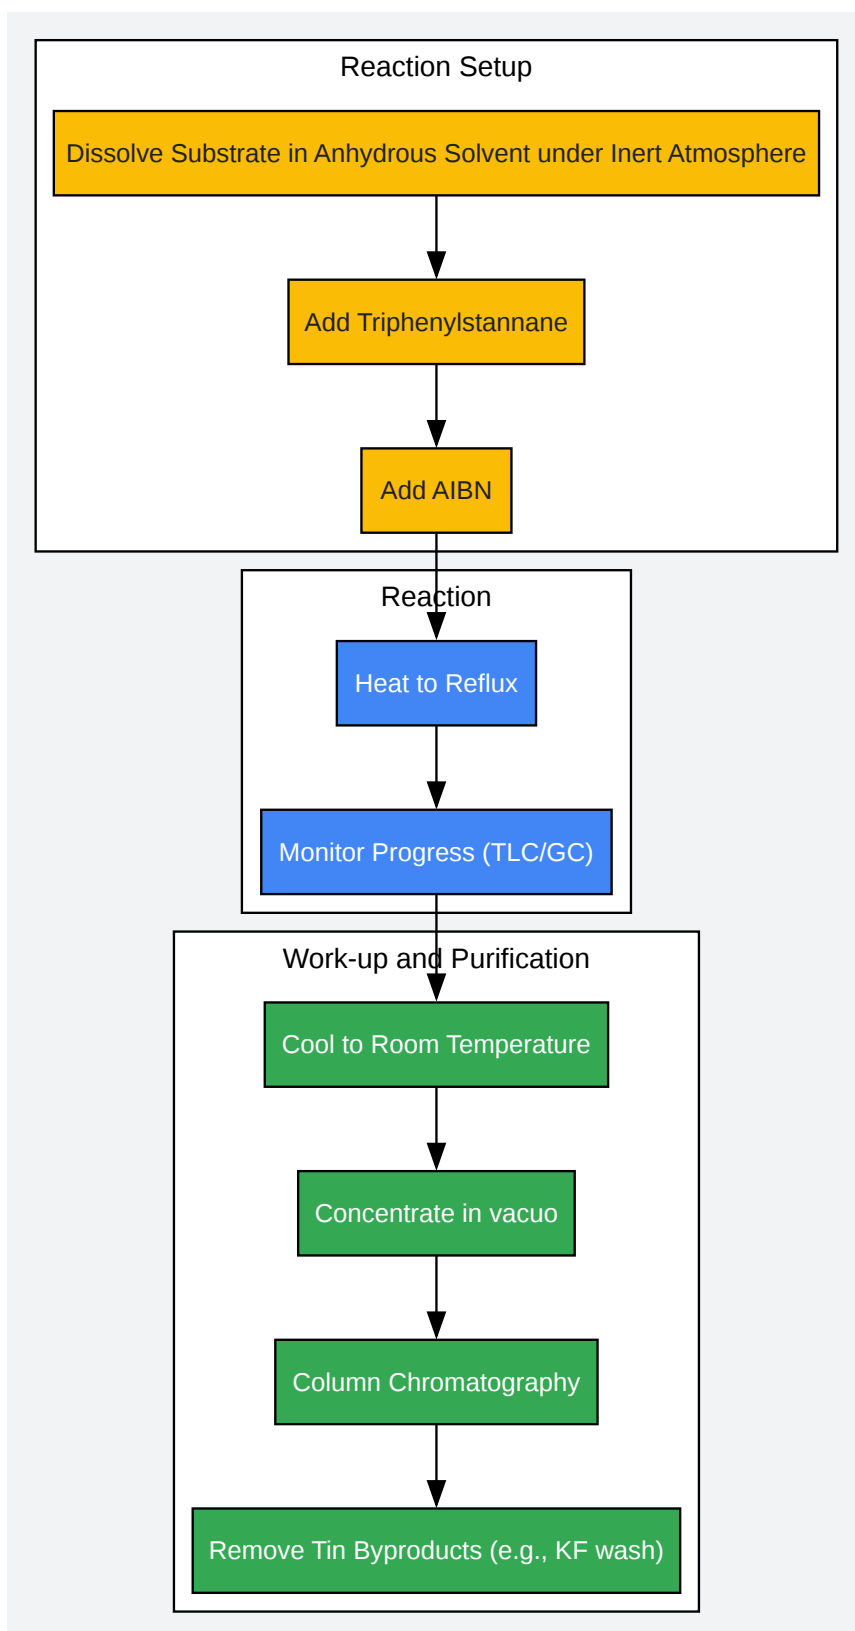 Reaction Setup
Dissolve Substrate in Anhydrous Solvent under Inert Atmosphere
Add Triphenylstannane
Add AIBN
Reaction
Heat to Reflux
Monitor Progress (TLC/GC)
Work-up and Purification
Cool to Room Temperature
Concentrate in vacuo
Column Chromatography
Remove Tin Byproducts (e.g., KF wash)